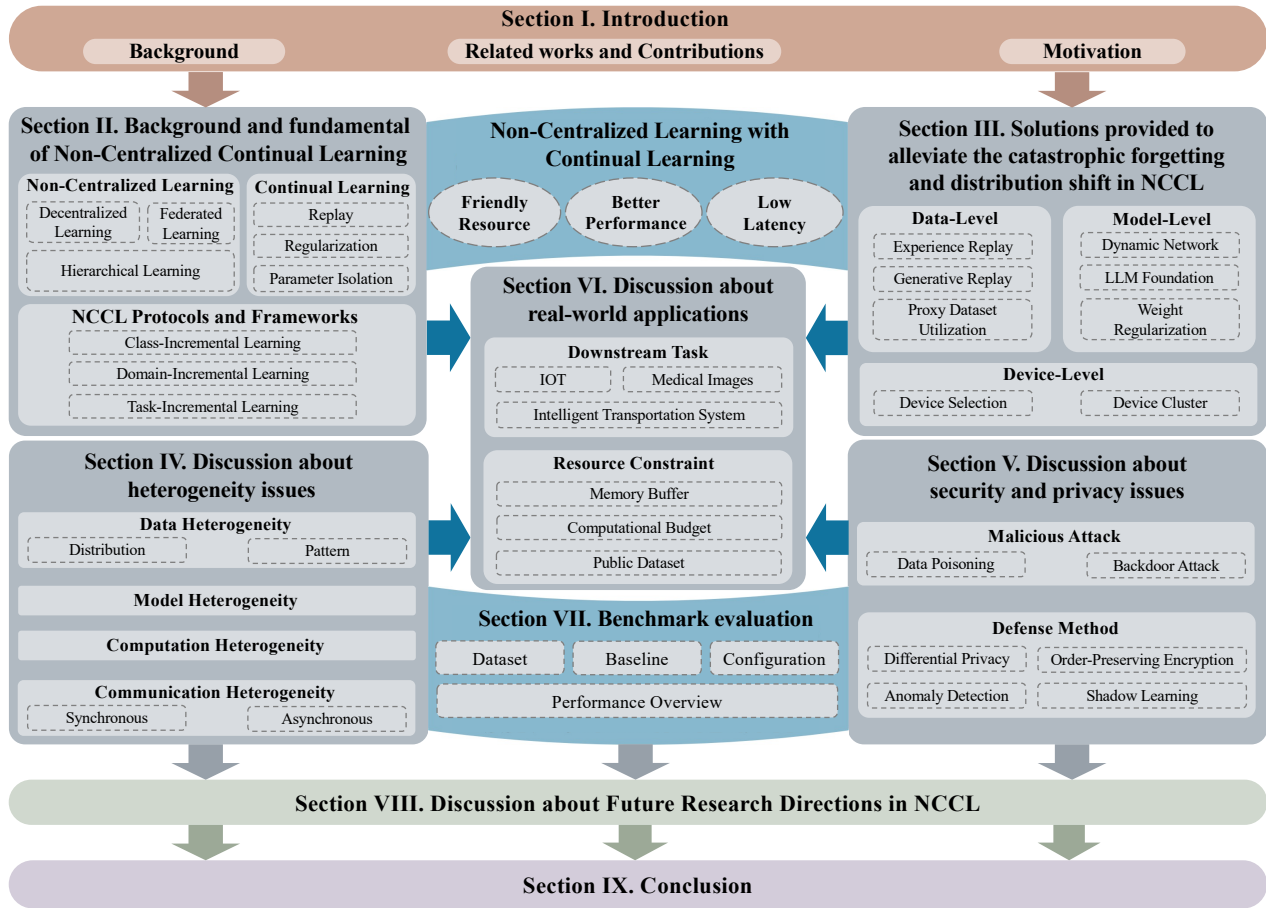 Section I. Introduction
Background
Related works and Contributions
Motivation
Section II. Background and fundamental
of Non-Centralized Continual Learning
Non-Centralized Learning
Decentralized
Learning
Federated
Learning
Hierarchical Learning
Continual Learning
Replay
Regularization
Parameter Isolation
NCCL Protocols and Frameworks
Class-Incremental Learning
Domain-Incremental Learning
Task-Incremental Learning
Non-Centralized Learning with
Continual Learning
Friendly
Resource
Better
Performance
Low
Latency
Section III. Solutions provided to
alleviate the catastrophic forgetting
and distribution shift in NCCL
Data-Level
Experience Replay
Generative Replay
Proxy Dataset
Utilization
Model-Level
Dynamic Network
LLM Foundation
Weight
Regularization
Device-Level
Device Selection
Device Cluster
Section IV. Discussion about
heterogeneity issues
Data Heterogeneity
Distribution
Pattern
Model Heterogeneity
Computation Heterogeneity
Communication Heterogeneity
Synchronous
Asynchronous
Section VI. Discussion about
real-world applications
Downstream Task
IOT
Medical Images
Intelligent Transportation System
Resource Constraint
Memory Buffer
Computational Budget
Public Dataset
Section V. Discussion about
security and privacy issues
Malicious Attack
Data Poisoning
Backdoor Attack
Defense Method
Differential Privacy
Order-Preserving Encryption
Anomaly Detection
Shadow Learning
Section VII. Benchmark evaluation
Dataset
Baseline
Configuration
Performance Overview
Section VIII. Discussion about Future Research Directions in NCCL
Section IX. Conclusion